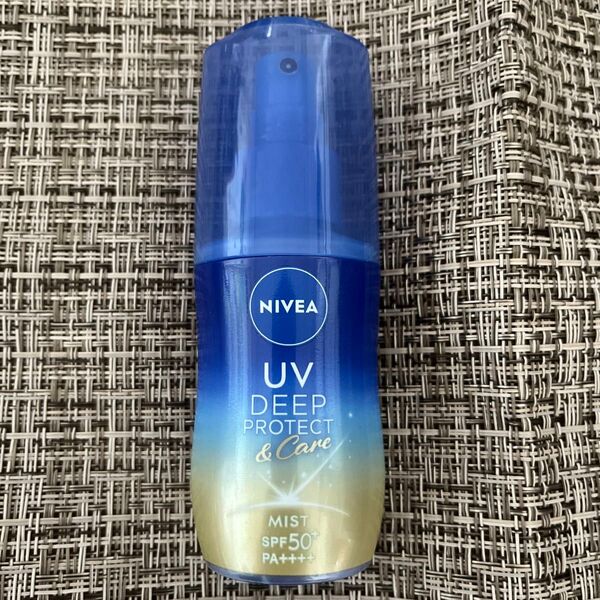 NIVEA
UV
DEEP
PROTECT
& Care
MIST
SPF50+
PA++++